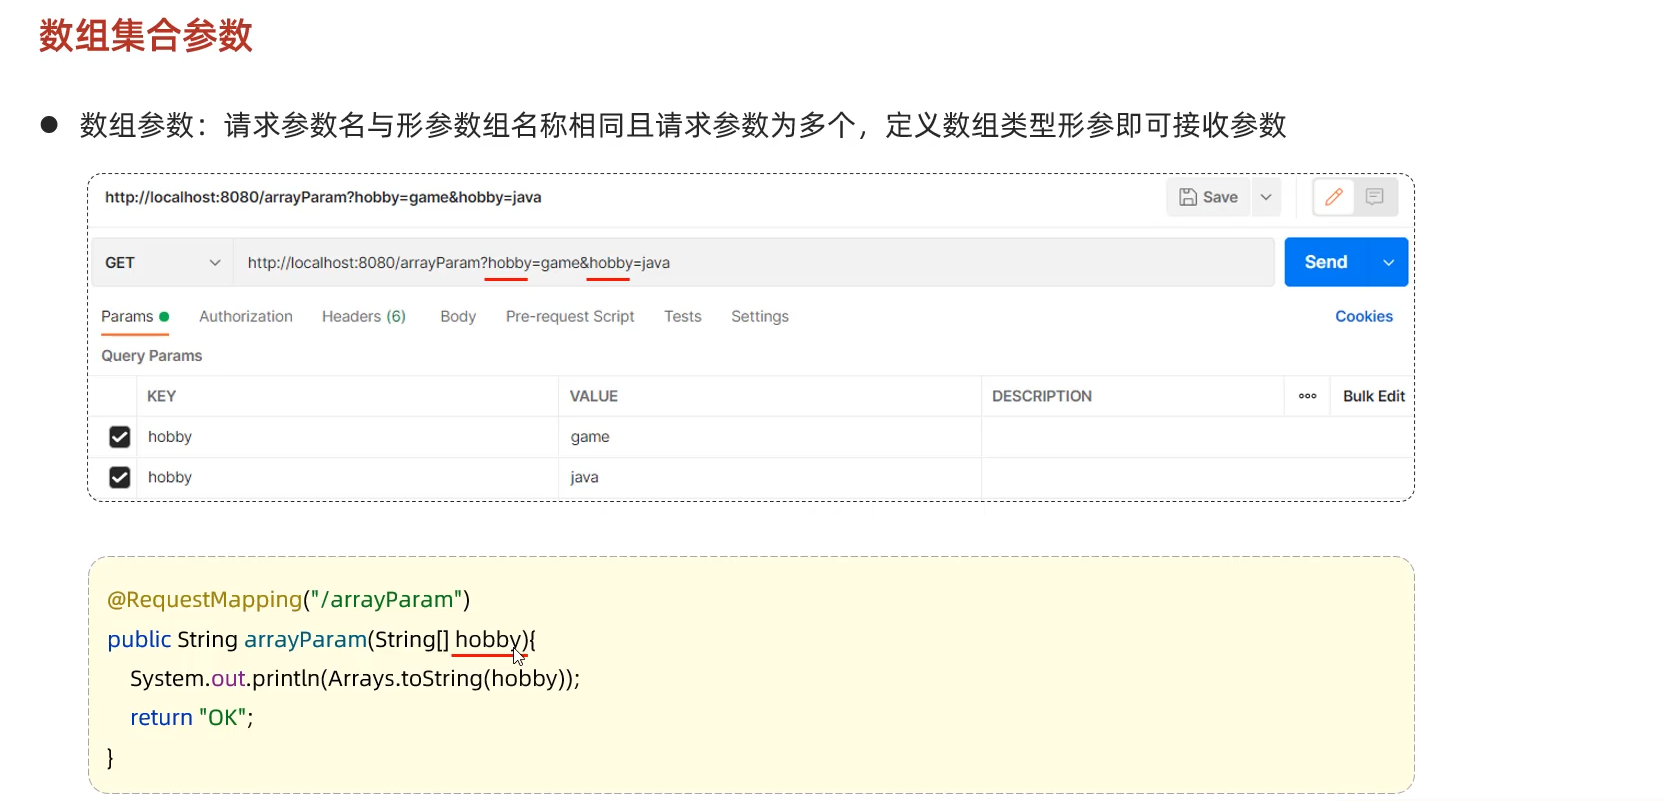 数组集合参数
● 数组参数：请求参数名与形参数组名称相同且请求参数为多个，定义数组类型形参即可接收参数
http://localhost:8080/arrayParam?hobby=game&hobby=java Save
GET http://localhost:8080/arrayParam?hobby=game&hobby=java Send
Params Authorization Headers (6) Body Pre-request Script Tests Settings Cookies
Query Params
KEY VALUE DESCRIPTION ooo Bulk Edit
hobby game
hobby java
@RequestMapping("/arrayParam")
public String arrayParam(String[] hobby){
System.out.println(Arrays.toString(hobby));
return "OK";
}